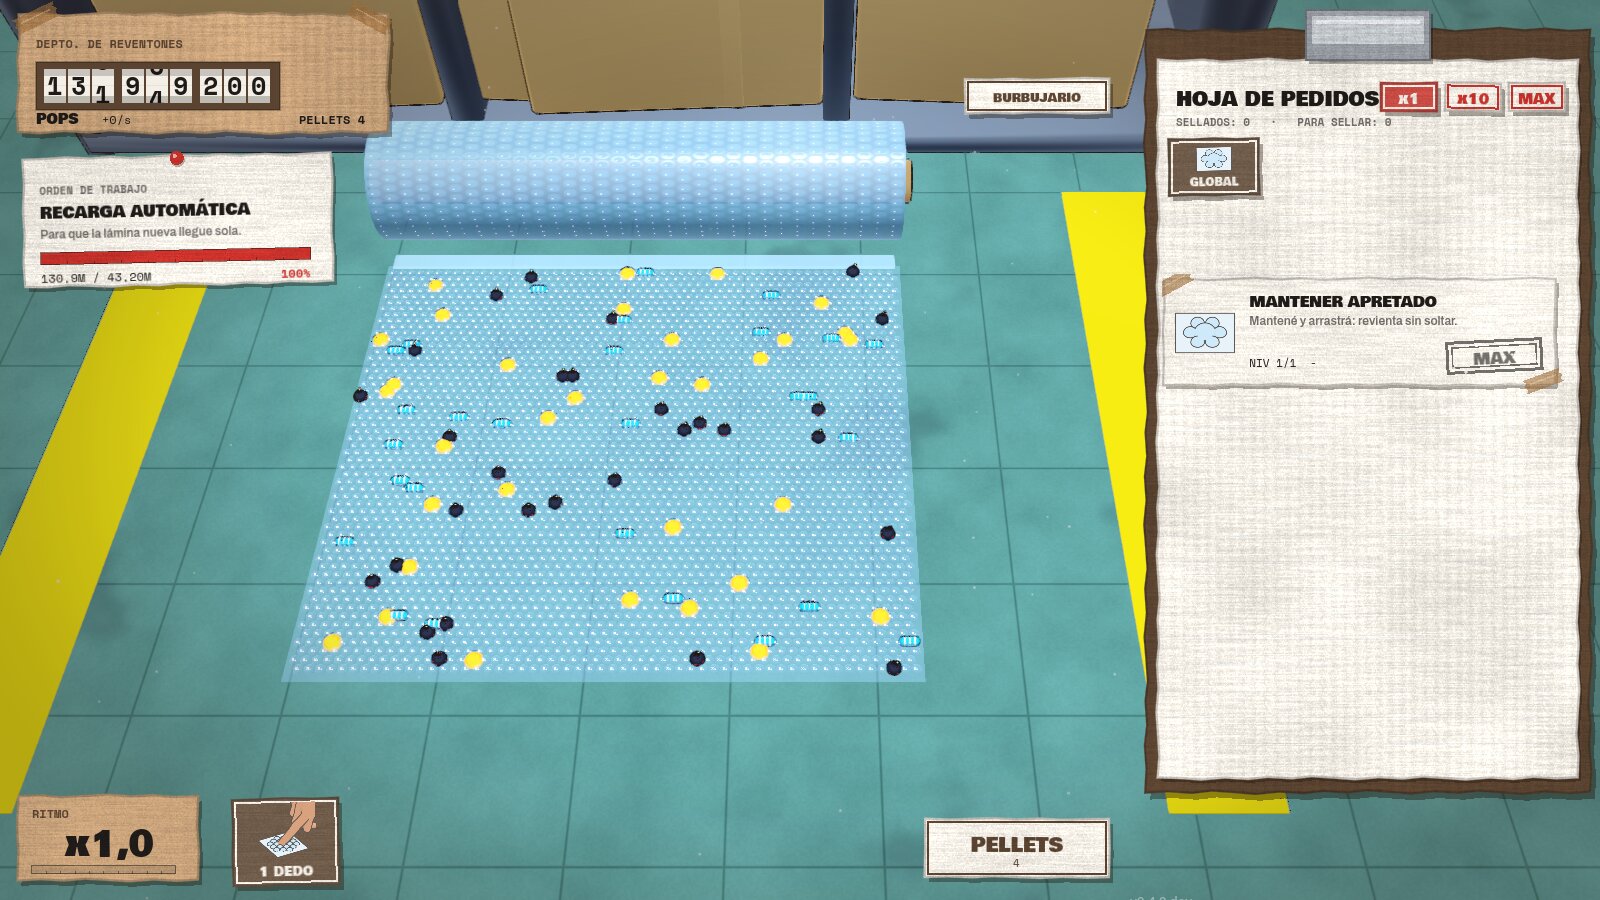 DEPTO. DE REVENTONES
POPS +0/s PELLETS 4
ORDEN DE TRABAJO
RECARGA AUTOMÁTICA
Para que la lámina nueva llegue sola.
130.9M / 43.20M 100%
BURBUJARIO
HOJA DE PEDIDOS x1 x10 MAX
SELLADOS: 0 · PARA SELLAR: 0
GLOBAL
MANTENER APRETADO
Mantené y arrastrá: revienta sin soltar.
NIV 1/1 - MAX
RITMO
x1,0
1 DEDO
PELLETS
4